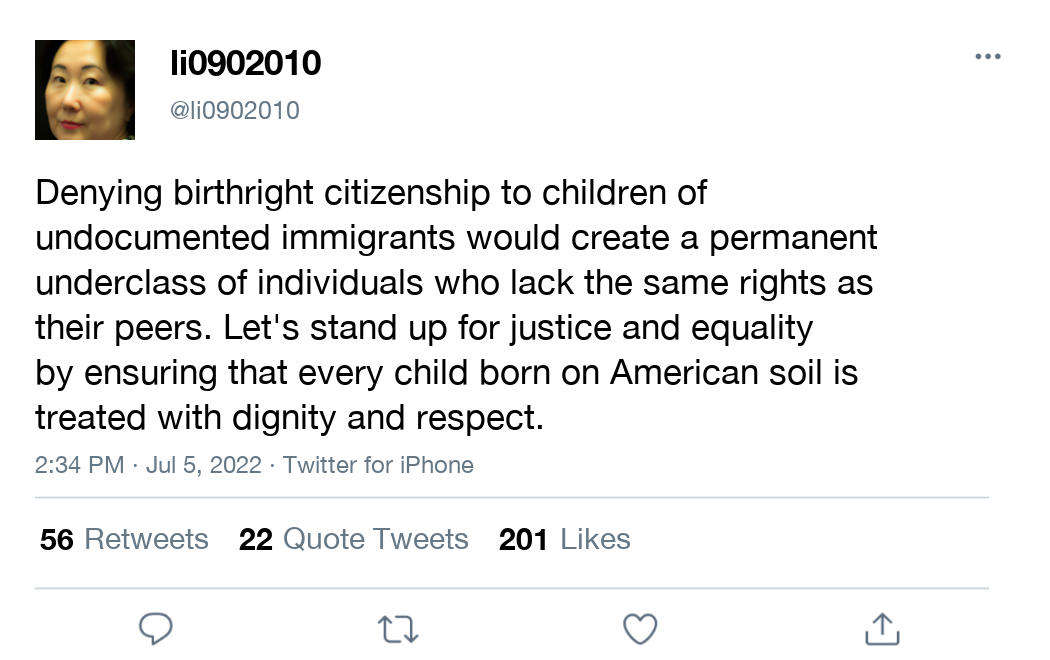 li0902010
@li0902010
Denying birthright citizenship to children of
undocumented immigrants would create a permanent
underclass of individuals who lack the same rights as
their peers. Let's stand up for justice and equality
by ensuring that every child born on American soil is
treated with dignity and respect.
2:34 PM · Jul 5, 2022 · Twitter for iPhone
56 Retweets 22 Quote Tweets 201 Likes